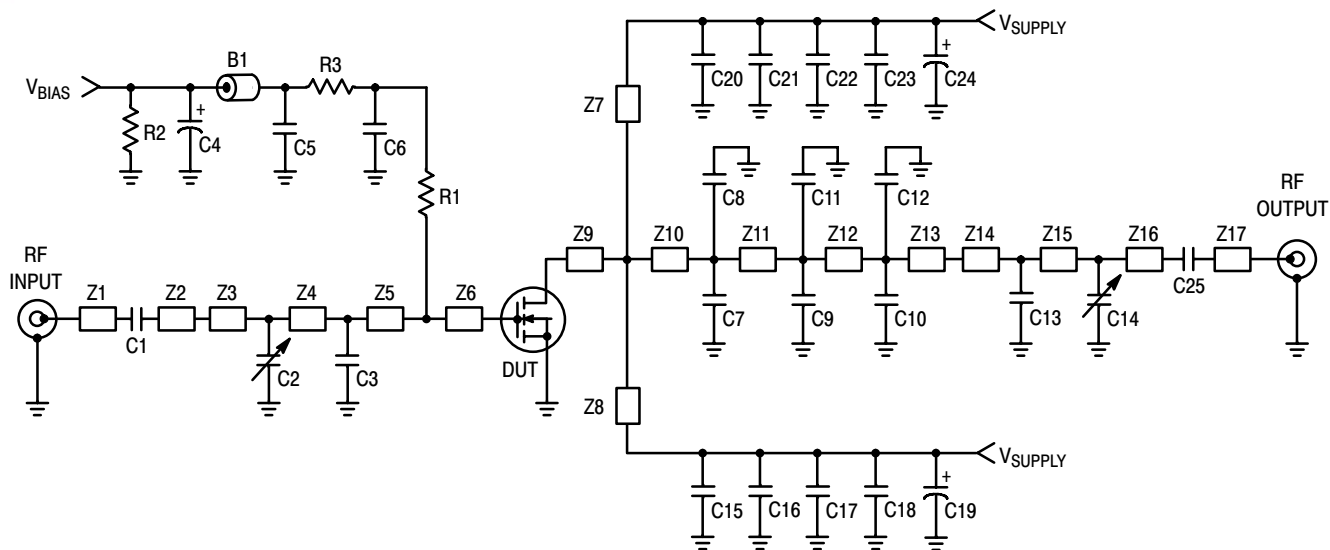 VSUPPLY
B1
R3
VBIAS
+
R2
C4
C5
C6
Z7
C20
C21
C22
C23
+
C24
R1
C8
C11
C12
RF
OUTPUT
Z9
Z10
Z11
Z12
Z13
Z14
Z15
Z16
Z17
C25
RF
INPUT
Z1
Z2
Z3
Z4
Z5
Z6
C1
C2
C3
DUT
C7
C9
C10
C13
C14
Z8
VSUPPLY
C15
C16
C17
C18
+
C19